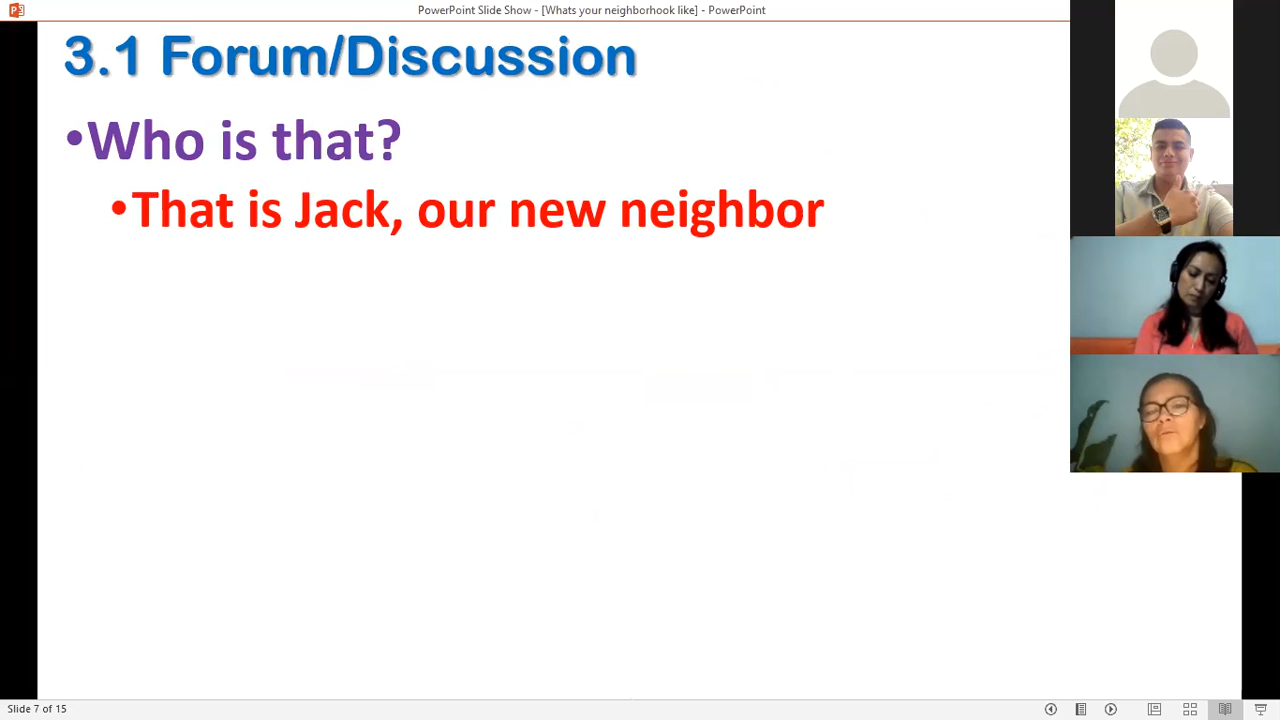 PowerPoint Slide Show - [Whats your neighborhook like] - PowerPoint
3.1 Forum/Discussion
•Who is that?
•That is Jack, our new neighbor
Slide 7 of 15